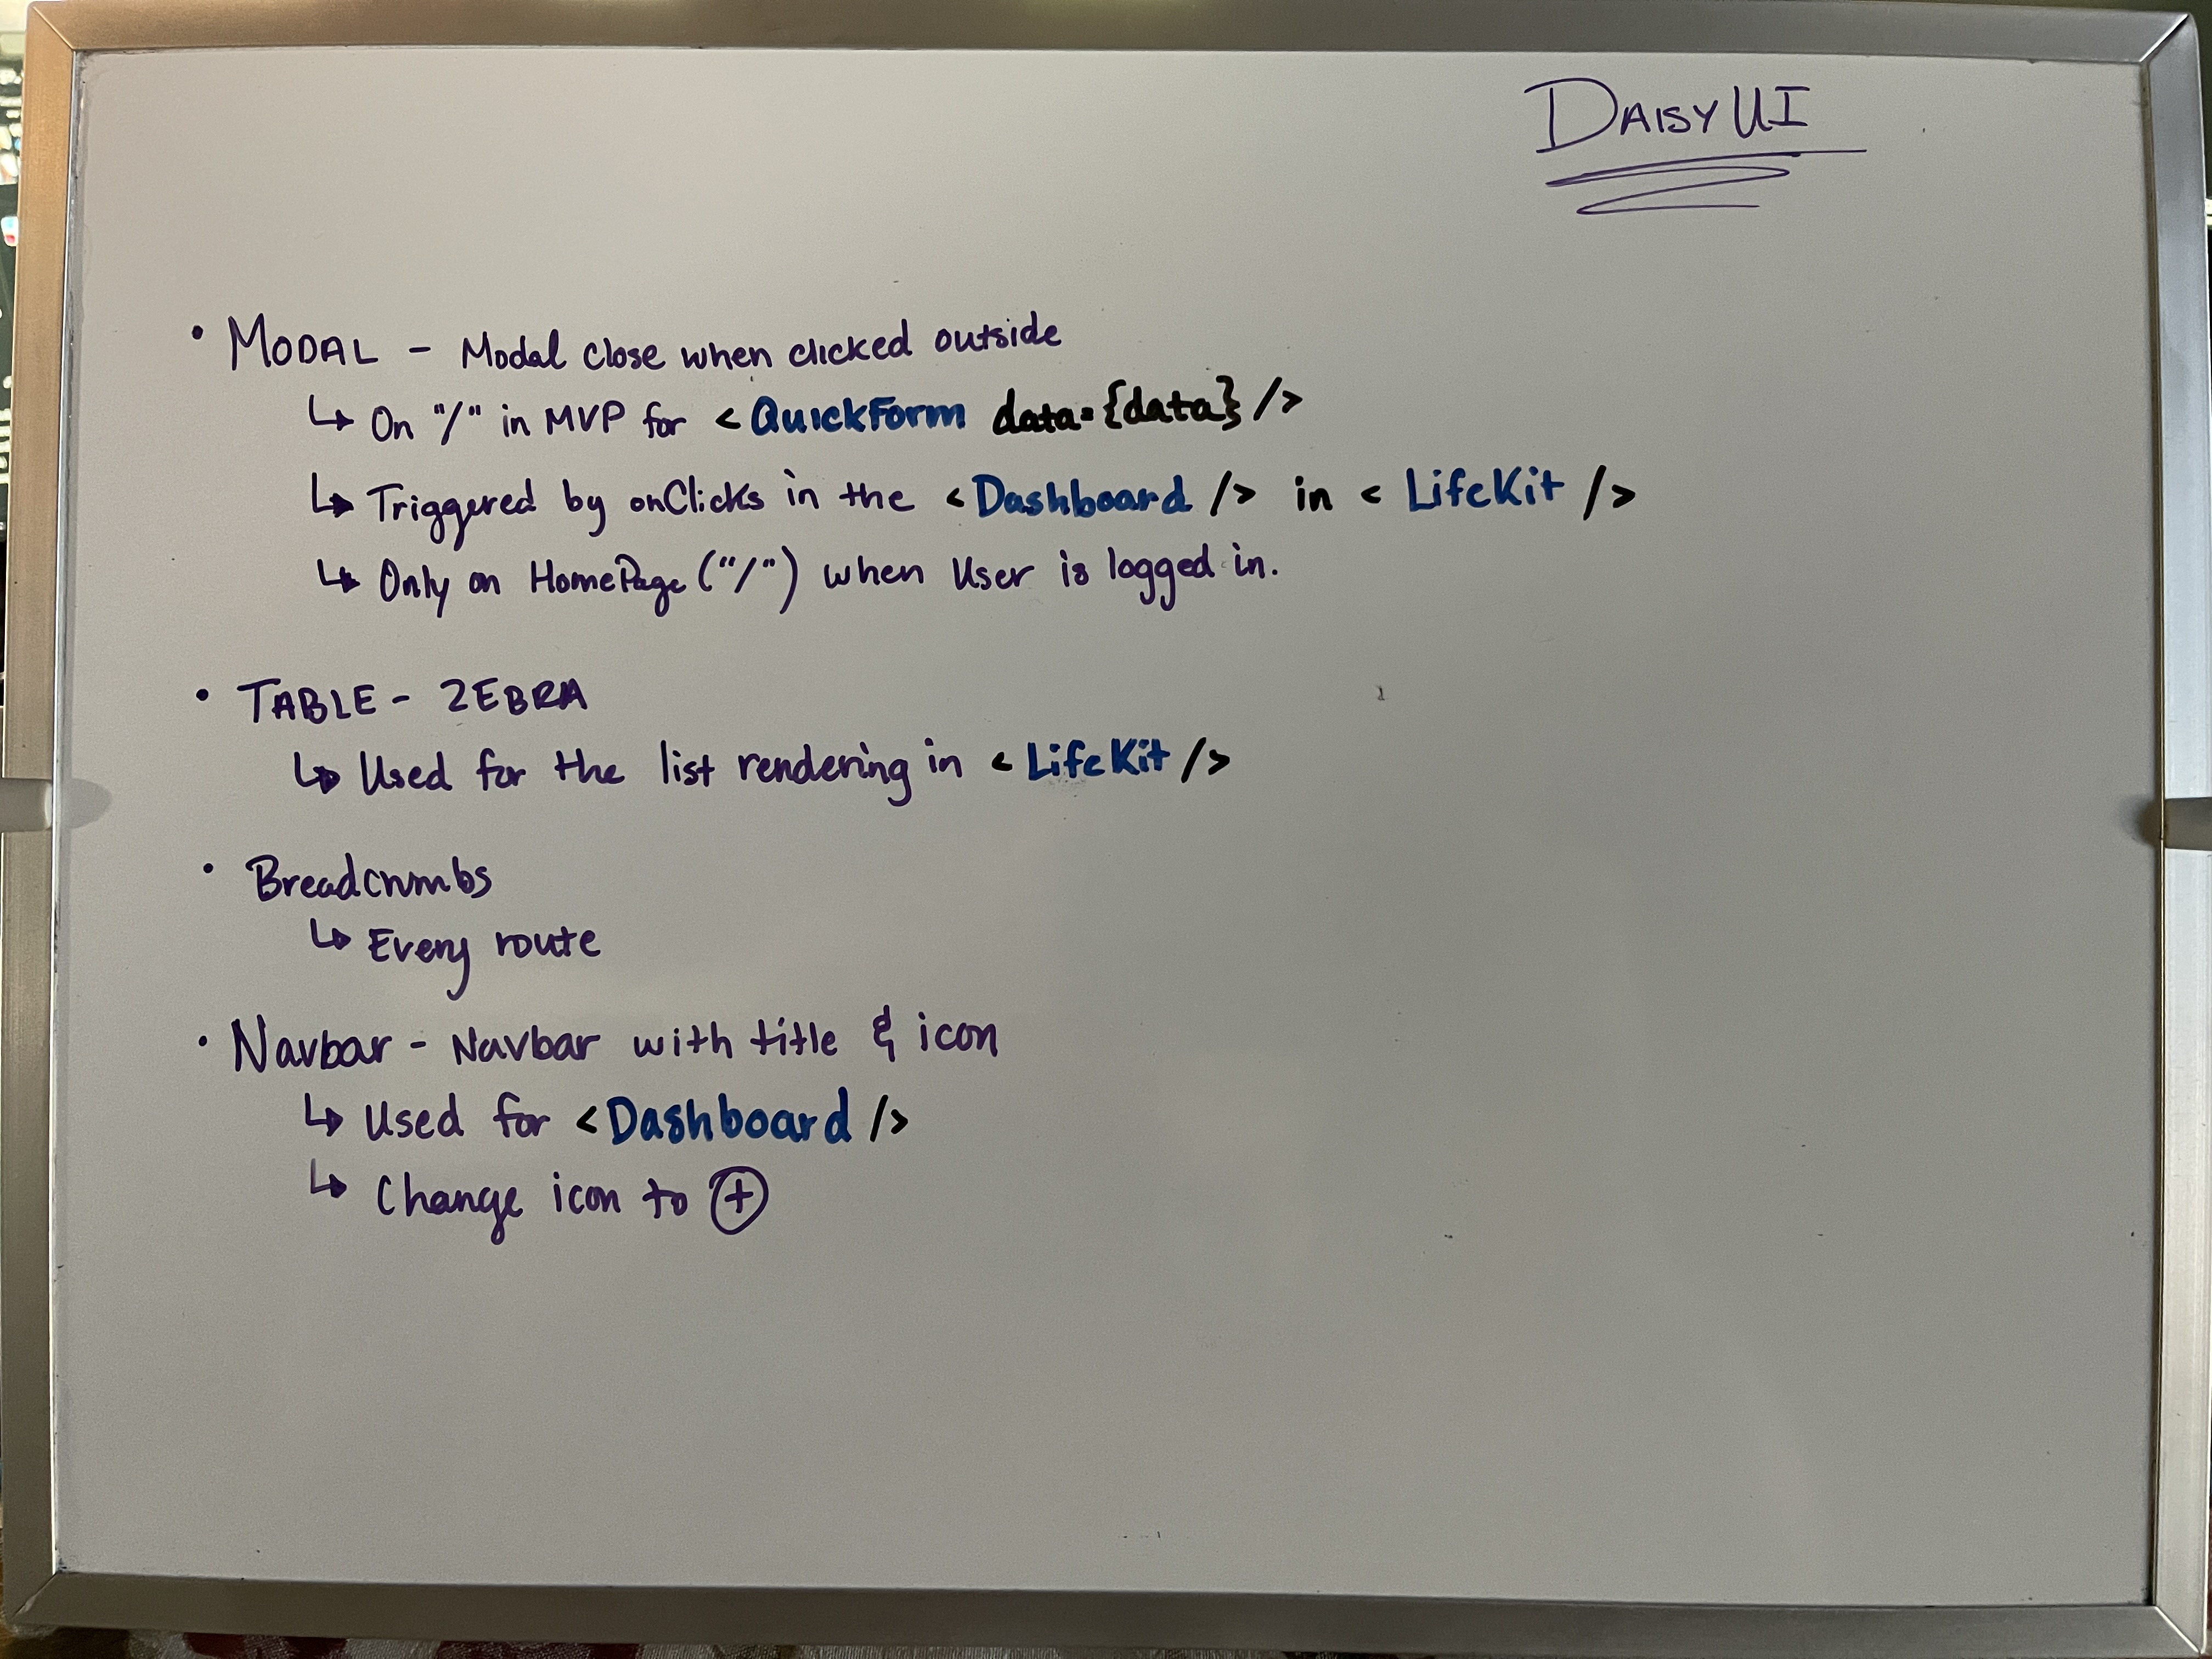 DAISY UI
• MODAL - Modal close when clicked outside
↳ On "/" in MVP for <QuickForm data={data} />
↳ Triggered by onClicks in the <Dashboard /> in <LifeKit />
↳ Only on HomePage ("/") when User is logged in.
• TABLE - ZEBRA
↳ Used for the list rendering in <LifeKit />
• Breadcrumbs
↳ Every route
• Navbar - Navbar with title & icon
↳ Used for <Dashboard />
↳ Change icon to ⊕